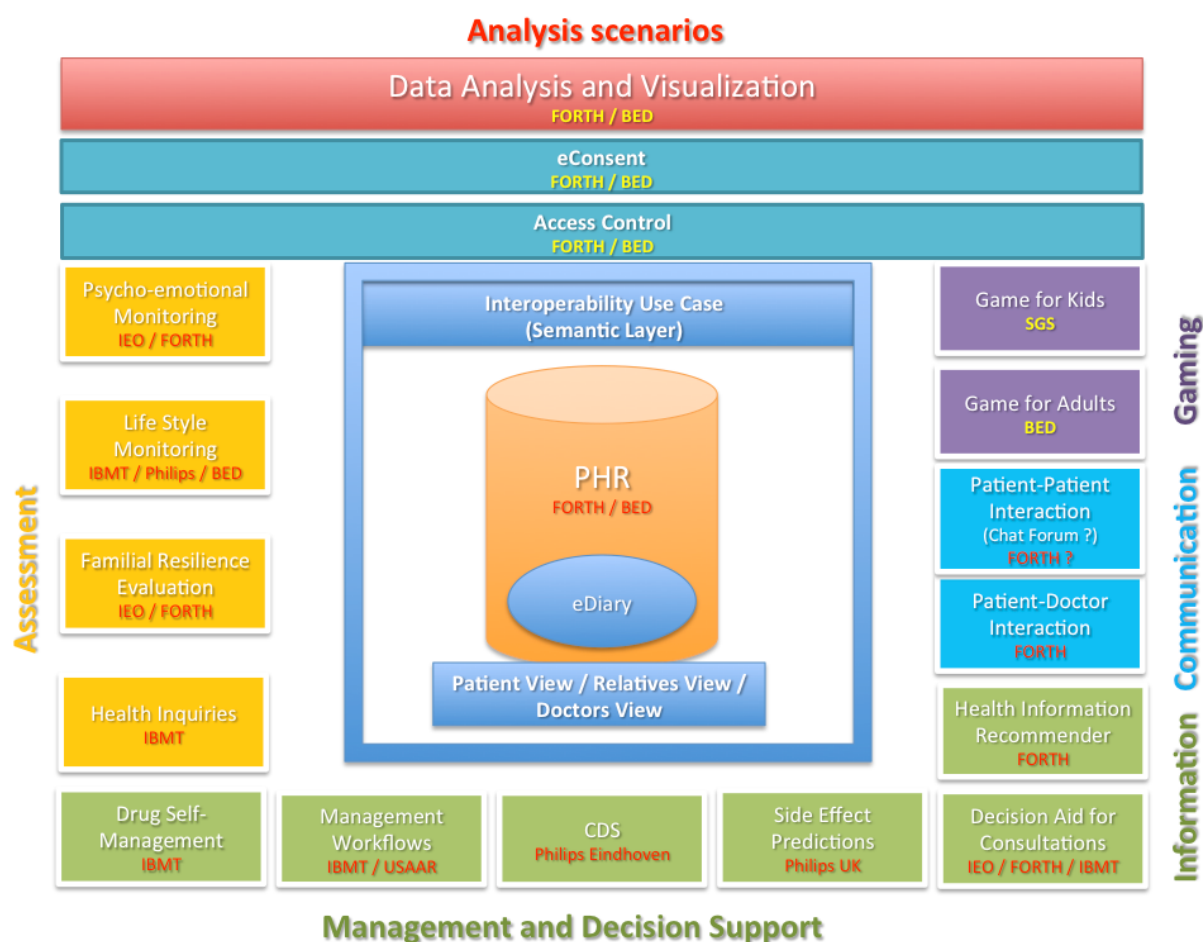 Analysis scenarios
Data Analysis and Visualization
FORTH / BED
eConsent
FORTH / BED
Access Control
FORTH / BED
Assessment
Psycho-emotional
Monitoring
IEO / FORTH
Life Style
Monitoring
IBMT / Philips / BED
Familial Resilience
Evaluation
IEO / FORTH
Health Inquiries
IBMT
Interoperability Use Case
(Semantic Layer)
PHR
FORTH / BED
eDiary
Patient View / Relatives View /
Doctors View
Game for Kids
SGS
Game for Adults
BED
Gaming
Patient-Patient
Interaction
(Chat Forum ?)
FORTH ?
Patient-Doctor
Interaction
FORTH
Communication
Health Information
Recommender
FORTH
Information
Drug Self-
Management
IBMT
Management
Workflows
IBMT / USAAR
CDS
Philips Eindhoven
Side Effect
Predictions
Philips UK
Decision Aid for
Consultations
IEO / FORTH / IBMT
Management and Decision Support